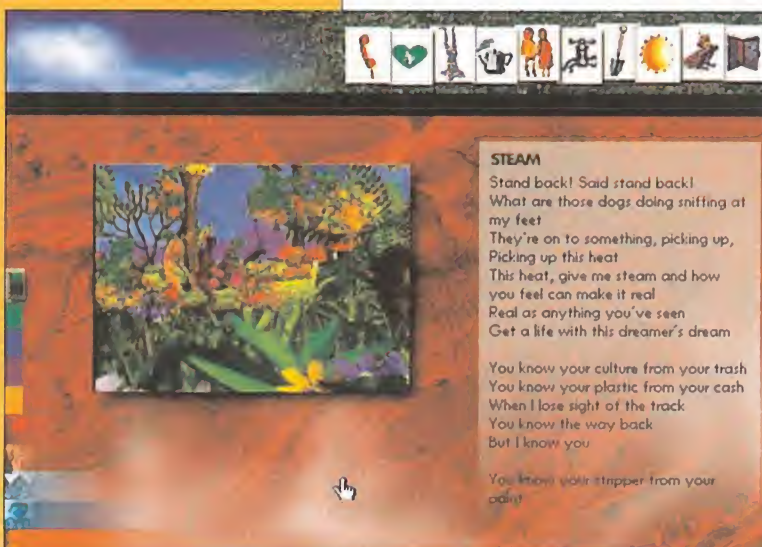 STEAM
Stand back! Said stand back!
What are those dogs doing sniffing at
my feet
They're on to something, picking up,
Picking up this heat
This heat, give me steam and how
you feel can make it real
Real as anything you've seen
Get a life with this dreamer's dream
You know your culture from your trash
You know your plastic from your cash
When I lose sight of the track
You know the way back
But I know you
You know your stripper from your
paint